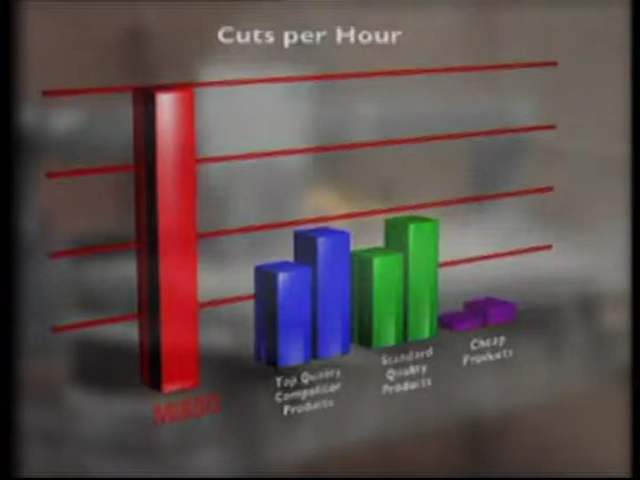 Cuts per Hour
Top Quality
Competitor
Products
Standard
Quality
Products
Cheap
Products